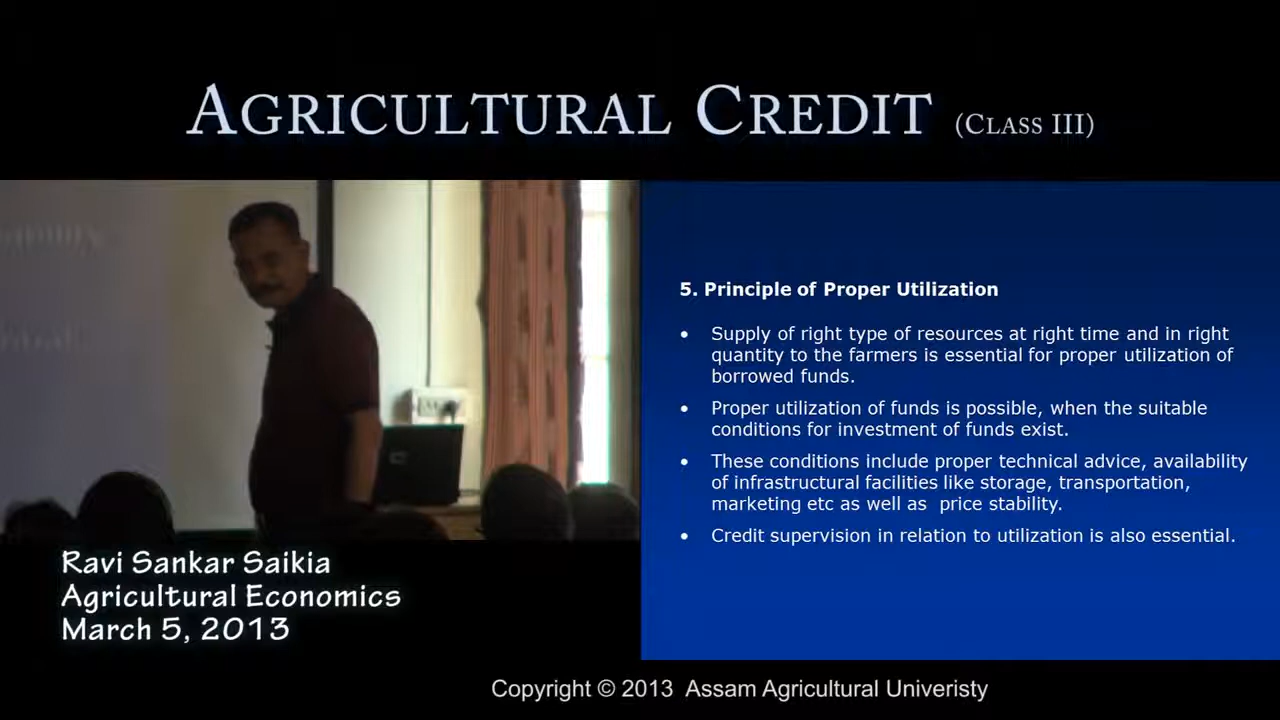 AGRICULTURAL CREDIT (CLASS III)
5. Principle of Proper Utilization
• Supply of right type of resources at right time and in right
quantity to the farmers is essential for proper utilization of
borrowed funds.
• Proper utilization of funds is possible, when the suitable
conditions for investment of funds exist.
• These conditions include proper technical advice, availability
of infrastructural facilities like storage, transportation,
marketing etc as well as  price stability.
• Credit supervision in relation to utilization is also essential.
Ravi Sankar Saikia
Agricultural Economics
March 5, 2013
Copyright © 2013  Assam Agricultural Univeristy